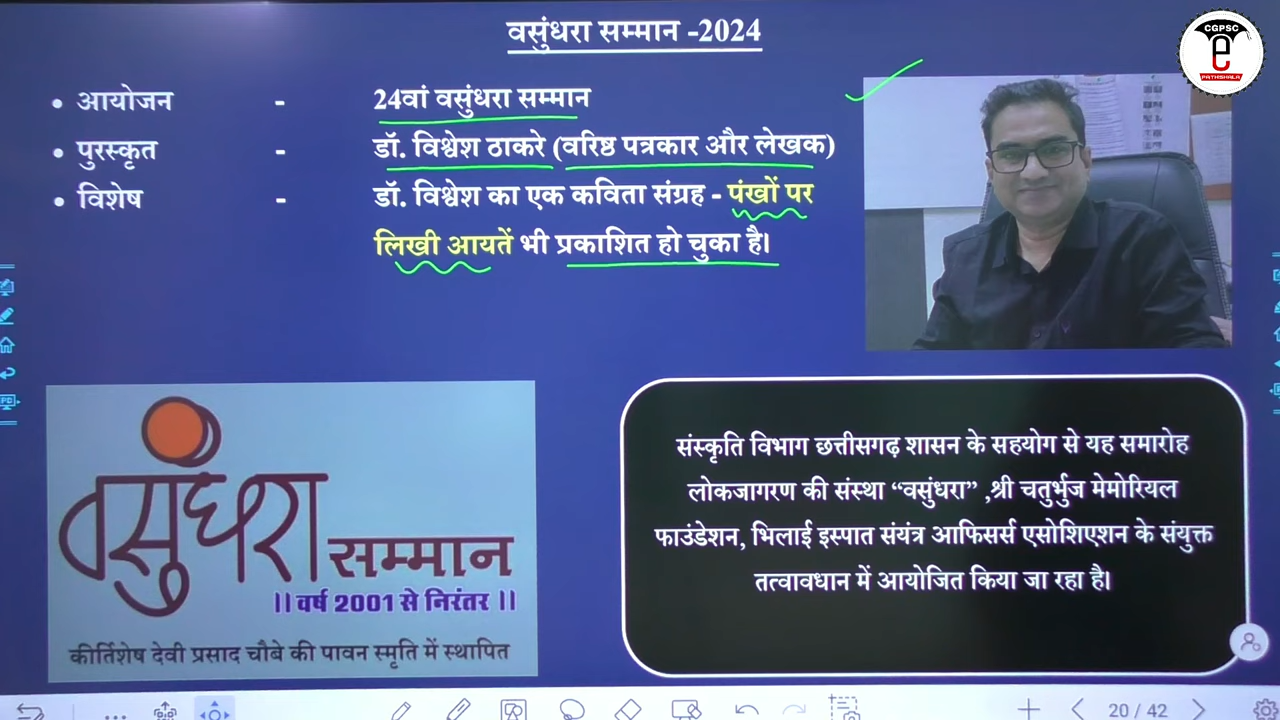 वसुंधरा सम्मान -2024
CGPSC
e
PATHSHALA
• आयोजन - 24वां वसुंधरा सम्मान
• पुरस्कृत - डॉ. विश्वेश ठाकरे (वरिष्ठ पत्रकार और लेखक)
• विशेष - डॉ. विश्वेश का एक कविता संग्रह - पंखों पर
लिखी आयतें भी प्रकाशित हो चुका है।
वसुंधरा सम्मान
।। वर्ष 2001 से निरंतर ।।
कीर्तिशेष देवी प्रसाद चौबे की पावन स्मृति में स्थापित
संस्कृति विभाग छत्तीसगढ़ शासन के सहयोग से यह समारोह
लोकजागरण की संस्था “वसुंधरा” ,श्री चतुर्भुज मेमोरियल
फाउंडेशन, भिलाई इस्पात संयंत्र आफिसर्स एसोशिएशन के संयुक्त
तत्वावधान में आयोजित किया जा रहा है।
20 / 42